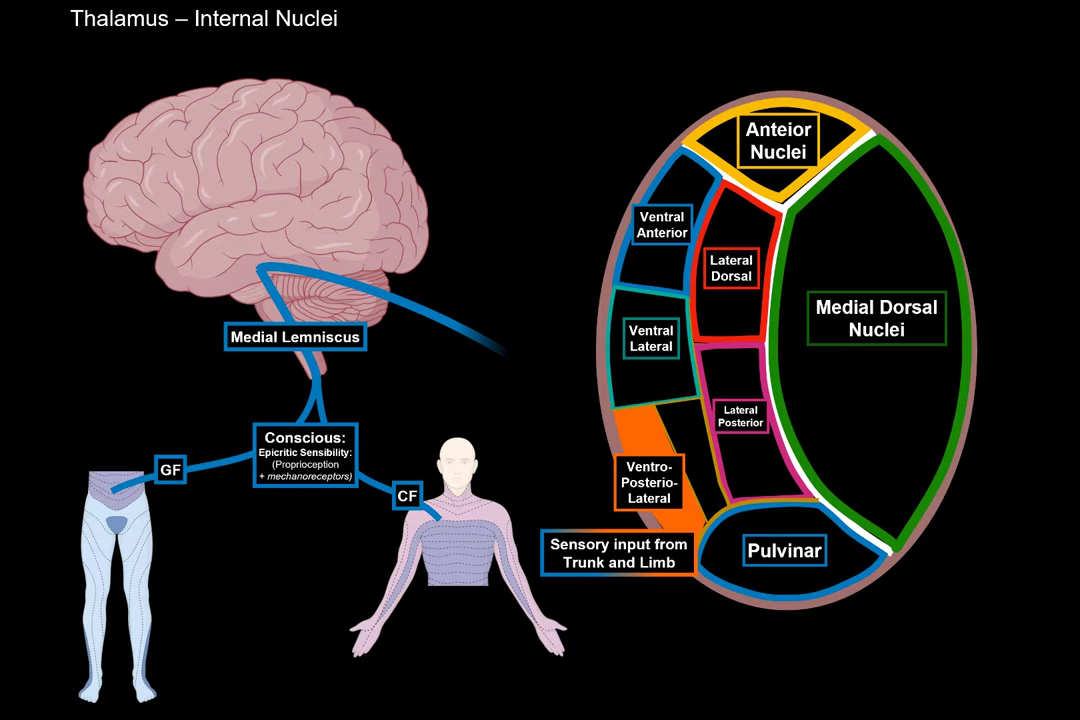 Thalamus – Internal Nuclei
Medial Lemniscus
Conscious:
Epicritic Sensibility:
(Proprioception
+ mechanoreceptors)
GF
CF
Anteior
Nuclei
Ventral
Anterior
Lateral
Dorsal
Medial Dorsal
Nuclei
Ventral
Lateral
Lateral
Posterior
Ventro-
Posterio-
Lateral
Sensory input from
Trunk and Limb
Pulvinar